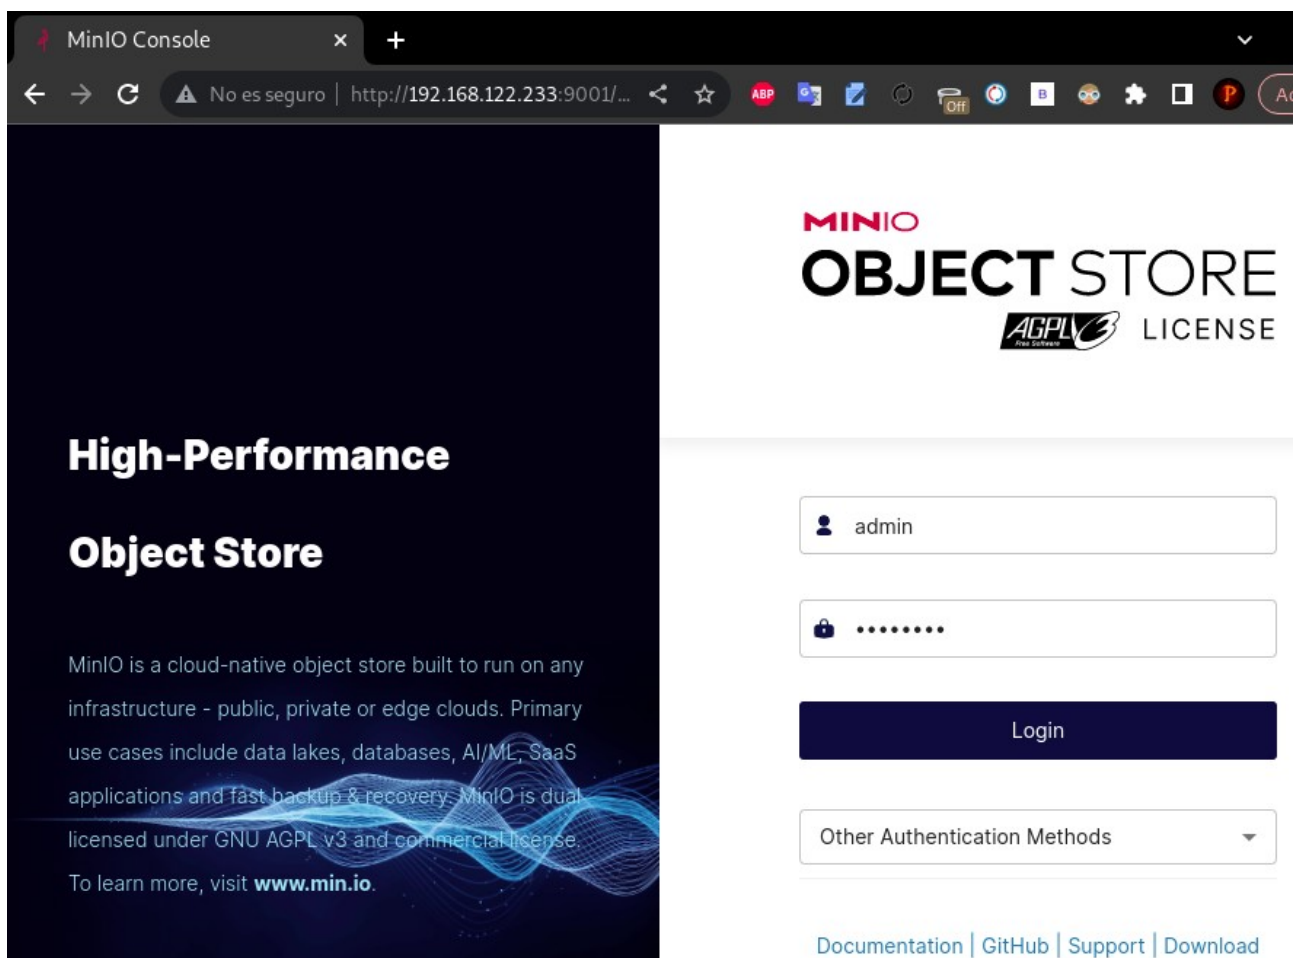 MinIO Console
No es seguro | http://192.168.122.233:9001/...
ABP
G
Off
B
P
MINIO
OBJECT STORE
AGPL v3 LICENSE
Free Software
High-Performance
Object Store
MinIO is a cloud-native object store built to run on any
infrastructure - public, private or edge clouds. Primary
use cases include data lakes, databases, AI/ML, SaaS
applications and fast backup & recovery. MinIO is dual
licensed under GNU AGPL v3 and commercial license.
To learn more, visit www.min.io.
admin
••••••••
Login
Other Authentication Methods
Documentation | GitHub | Support | Download